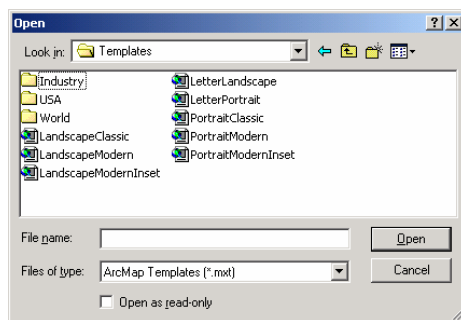 Open
Look in: Templates
Industry
USA
World
LandscapeClassic
LandscapeModern
LandscapeModernInset
LetterLandscape
LetterPortrait
PortraitClassic
PortraitModern
PortraitModernInset
File name:
Open
Files of type: ArcMap Templates (*.mxt)
Cancel
Open as read-only